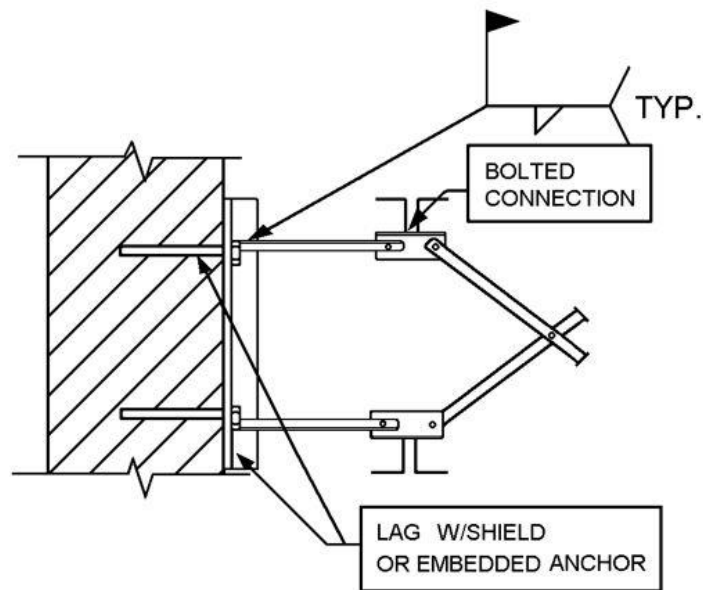 TYP.
BOLTED
CONNECTION
LAG W/SHIELD
OR EMBEDDED ANCHOR